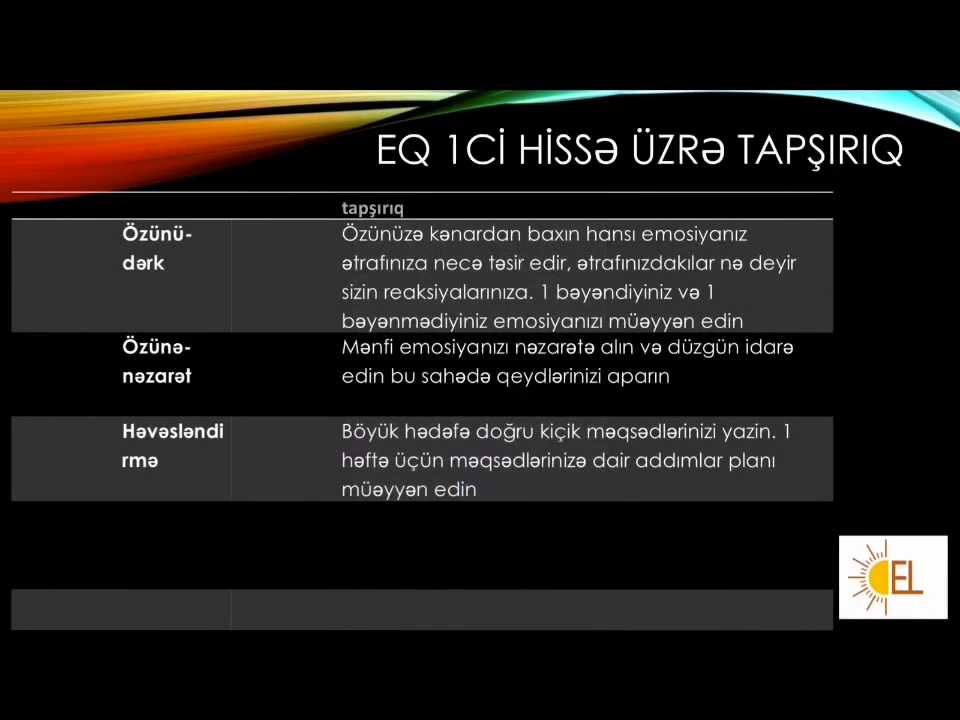 EQ 1Cİ HİSSƏ ÜZRƏ TAPŞIRIQ
tapşırıq
Özünü-
dərk
Özünüzə kənardan baxın hansı emosiyanız
ətrafınıza necə təsir edir, ətrafınızdakılar nə deyir
sizin reaksiyalarınıza. 1 bəyəndiyiniz və 1
bəyənmədiyiniz emosiyanızı müəyyən edin
Özünə-
nəzarət
Mənfi emosiyanızı nəzarətə alın və düzgün idarə
edin bu sahədə qeydlərinizi aparın
Həvəsləndi
rmə
Böyük hədəfə doğru kiçik məqsədlərinizi yazin. 1
həftə üçün məqsədlərinizə dair addımlar planı
müəyyən edin
EL